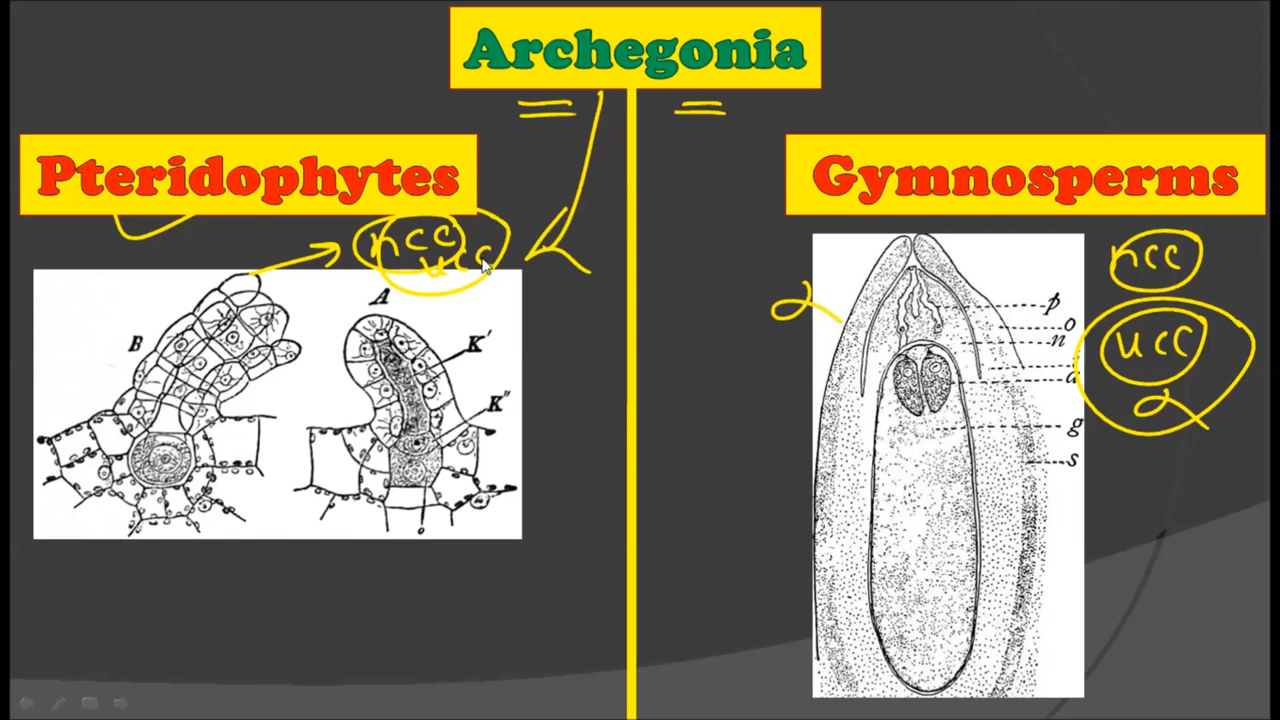 Archegonia
Pteridophytes
Gymnosperms
ncc
ucc
A
B
K'
K"
o
ncc
ucc
p
o
n
i
a
g
s